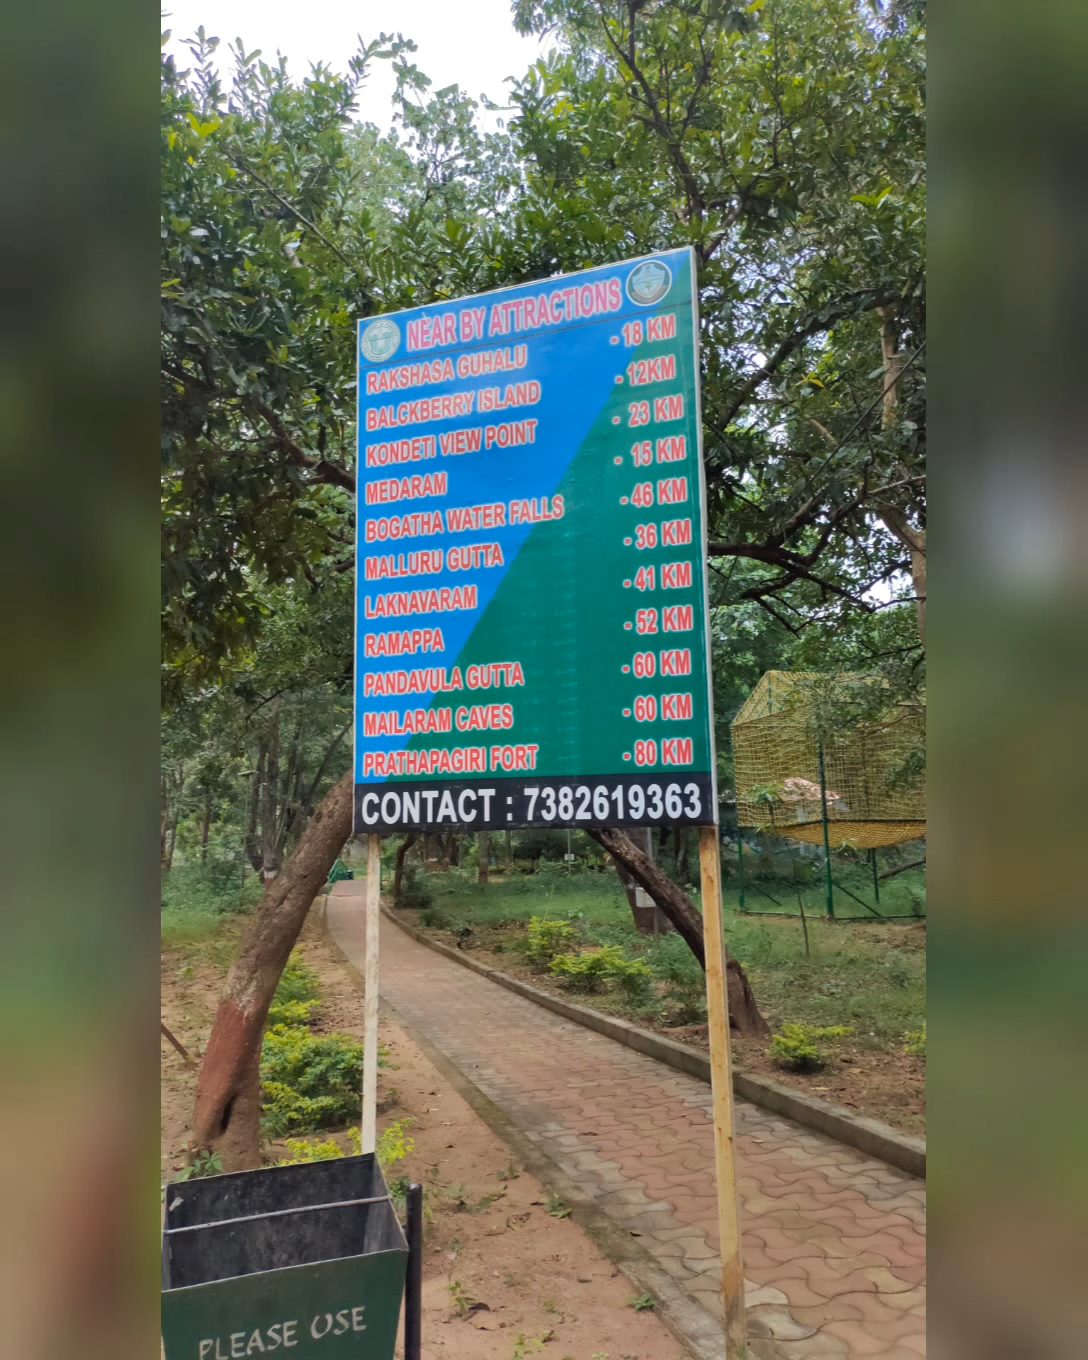 NEAR BY ATTRACTIONS
RAKSHASA GUHALU - 18 KM
BALCKBERRY ISLAND - 12KM
KONDETI VIEW POINT - 23 KM
MEDARAM - 15 KM
BOGATHA WATER FALLS - 46 KM
MALLURU GUTTA - 36 KM
LAKNAVARAM - 41 KM
RAMAPPA - 52 KM
PANDAVULA GUTTA - 60 KM
MAILARAM CAVES - 60 KM
PRATHAPAGIRI FORT - 80 KM
CONTACT : 7382619363
PLEASE USE